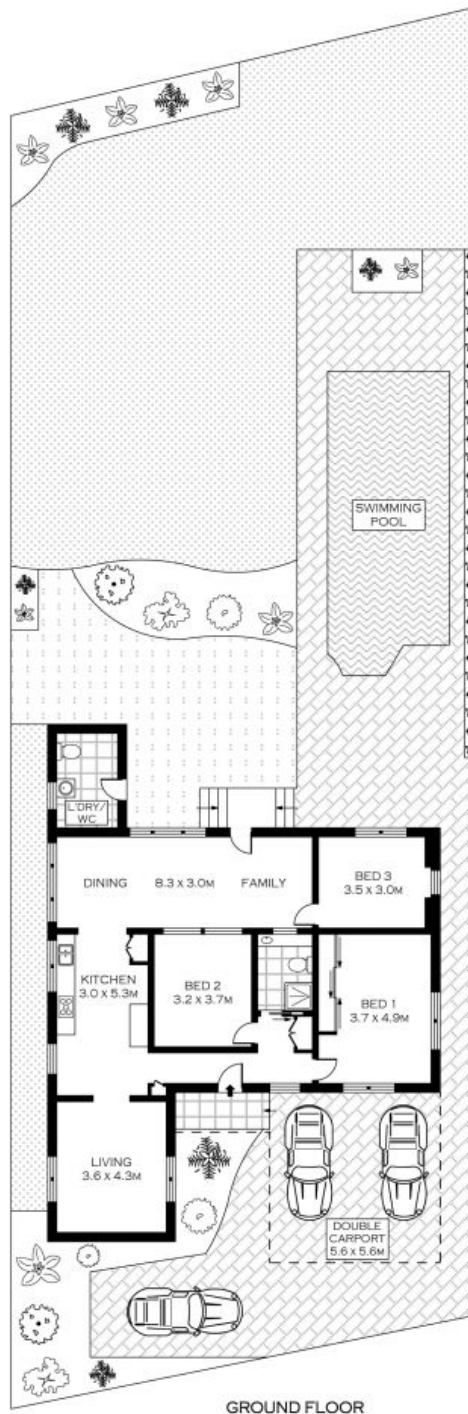 SWIMMING
POOL
L'DRY/
WC
DINING 8.3 x 3.0M FAMILY
BED 3
3.5 x 3.0M
KITCHEN
3.0 x 5.3M
BED 2
3.2 x 3.7M
BED 1
3.7 x 4.9M
LIVING
3.6 x 4.3M
DOUBLE
CARPORT
5.6 x 5.6M
GROUND FLOOR